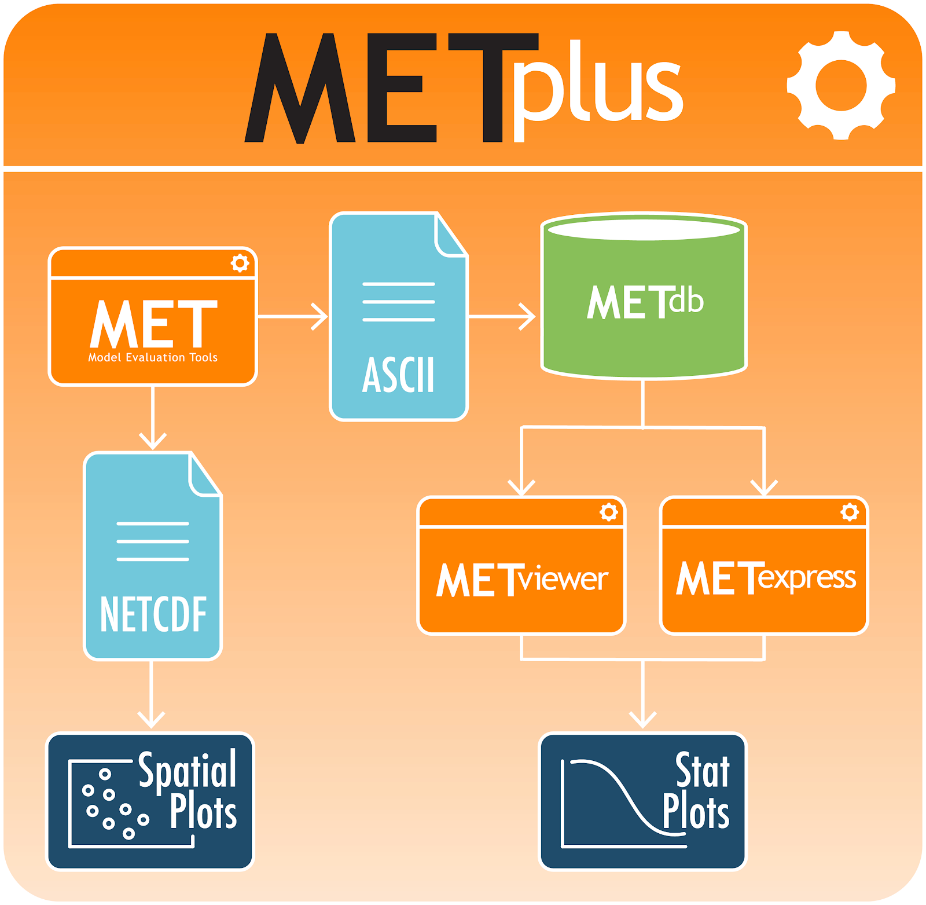 METplus
MET
Model Evaluation Tools
ASCII
METdb
NETCDF
METviewer
METexpress
Spatial
Plots
Stat
Plots